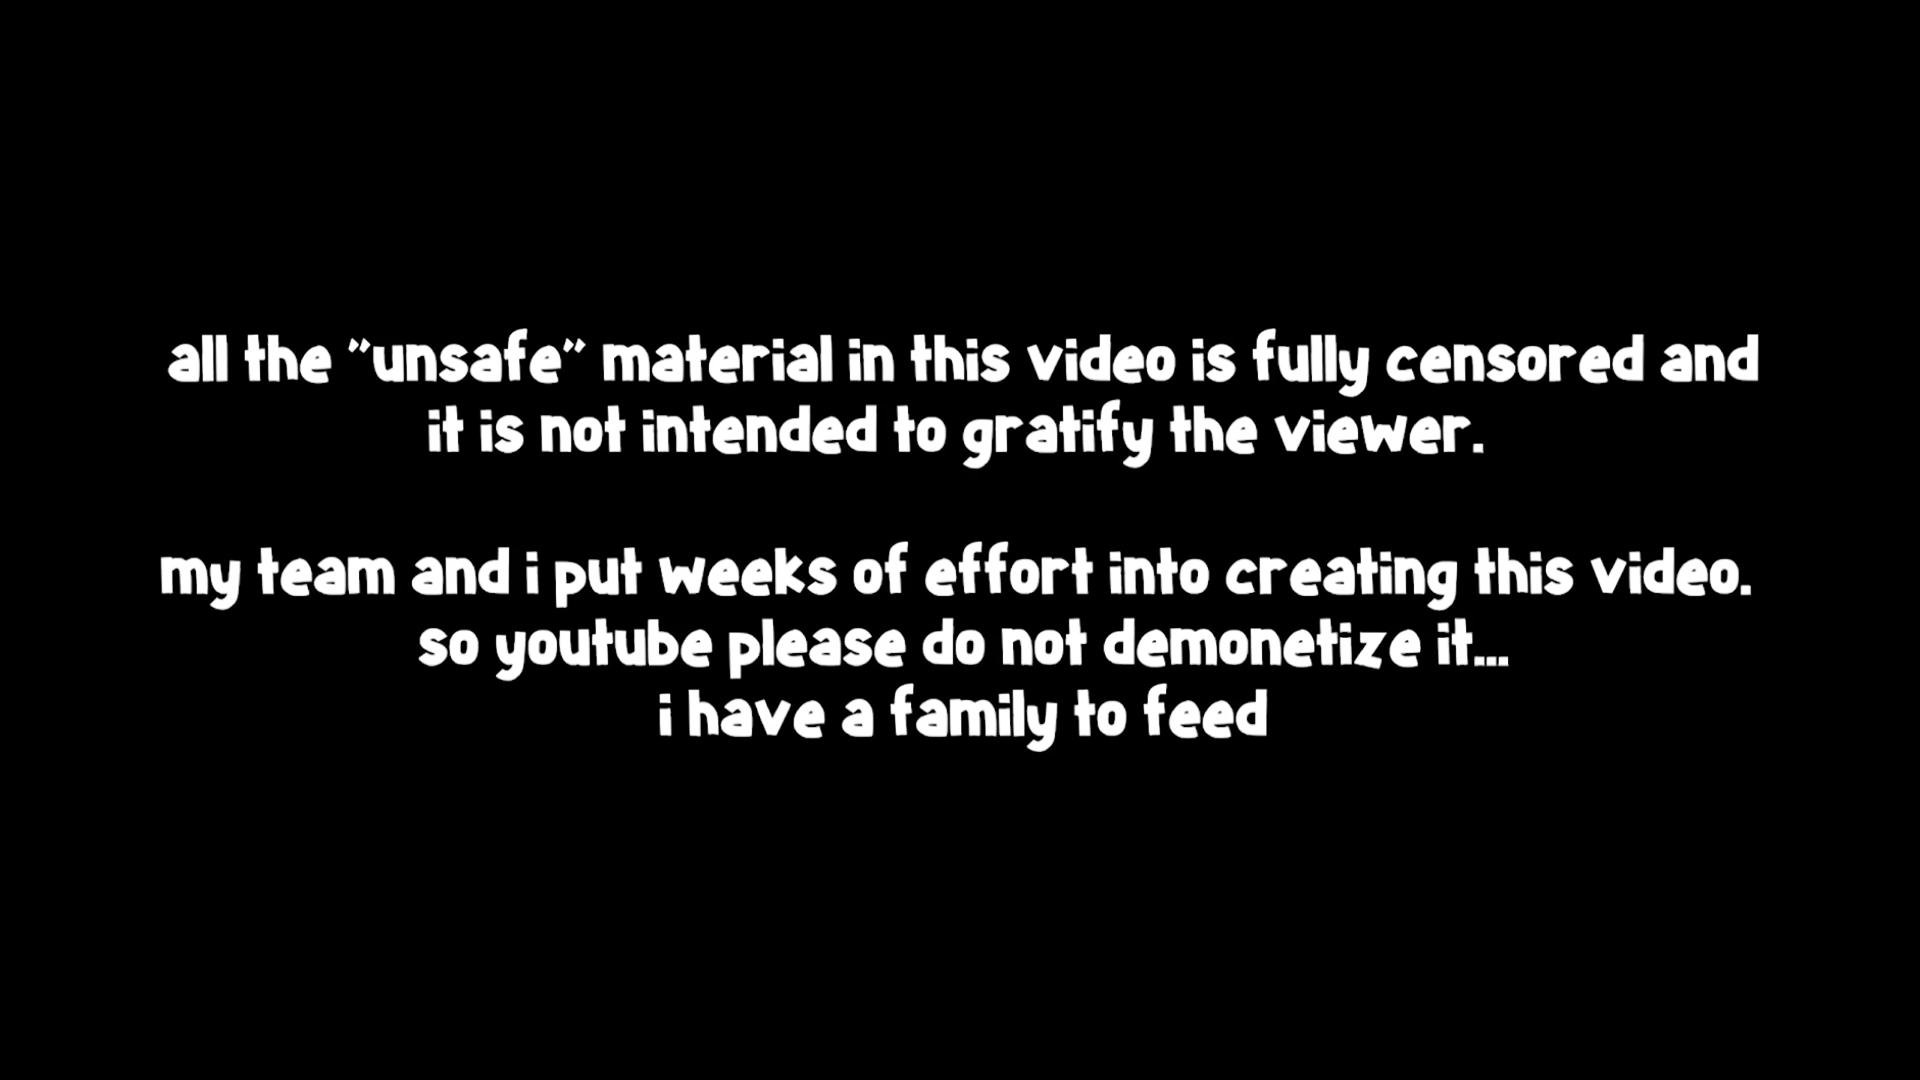 all the "unsafe" material in this video is fully censored and
it is not intended to gratify the viewer.
my team and i put weeks of effort into creating this video.
so youtube please do not demonetize it...
i have a family to feed